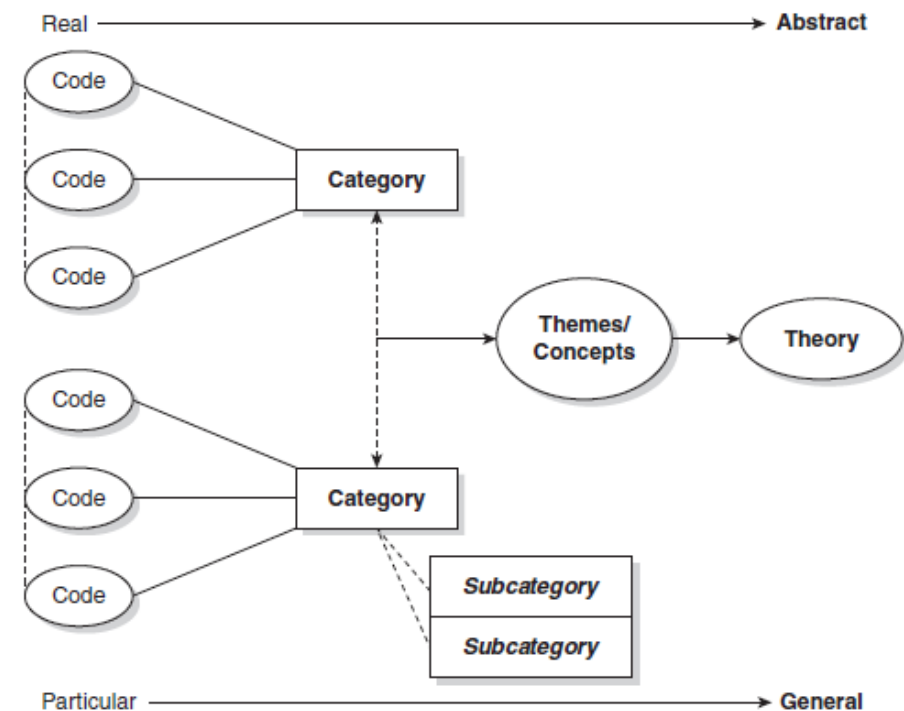 Real Abstract
Code
Code
Category
Code
Themes/
Concepts
Theory
Code
Code
Category
Code
Subcategory
Subcategory
Particular General